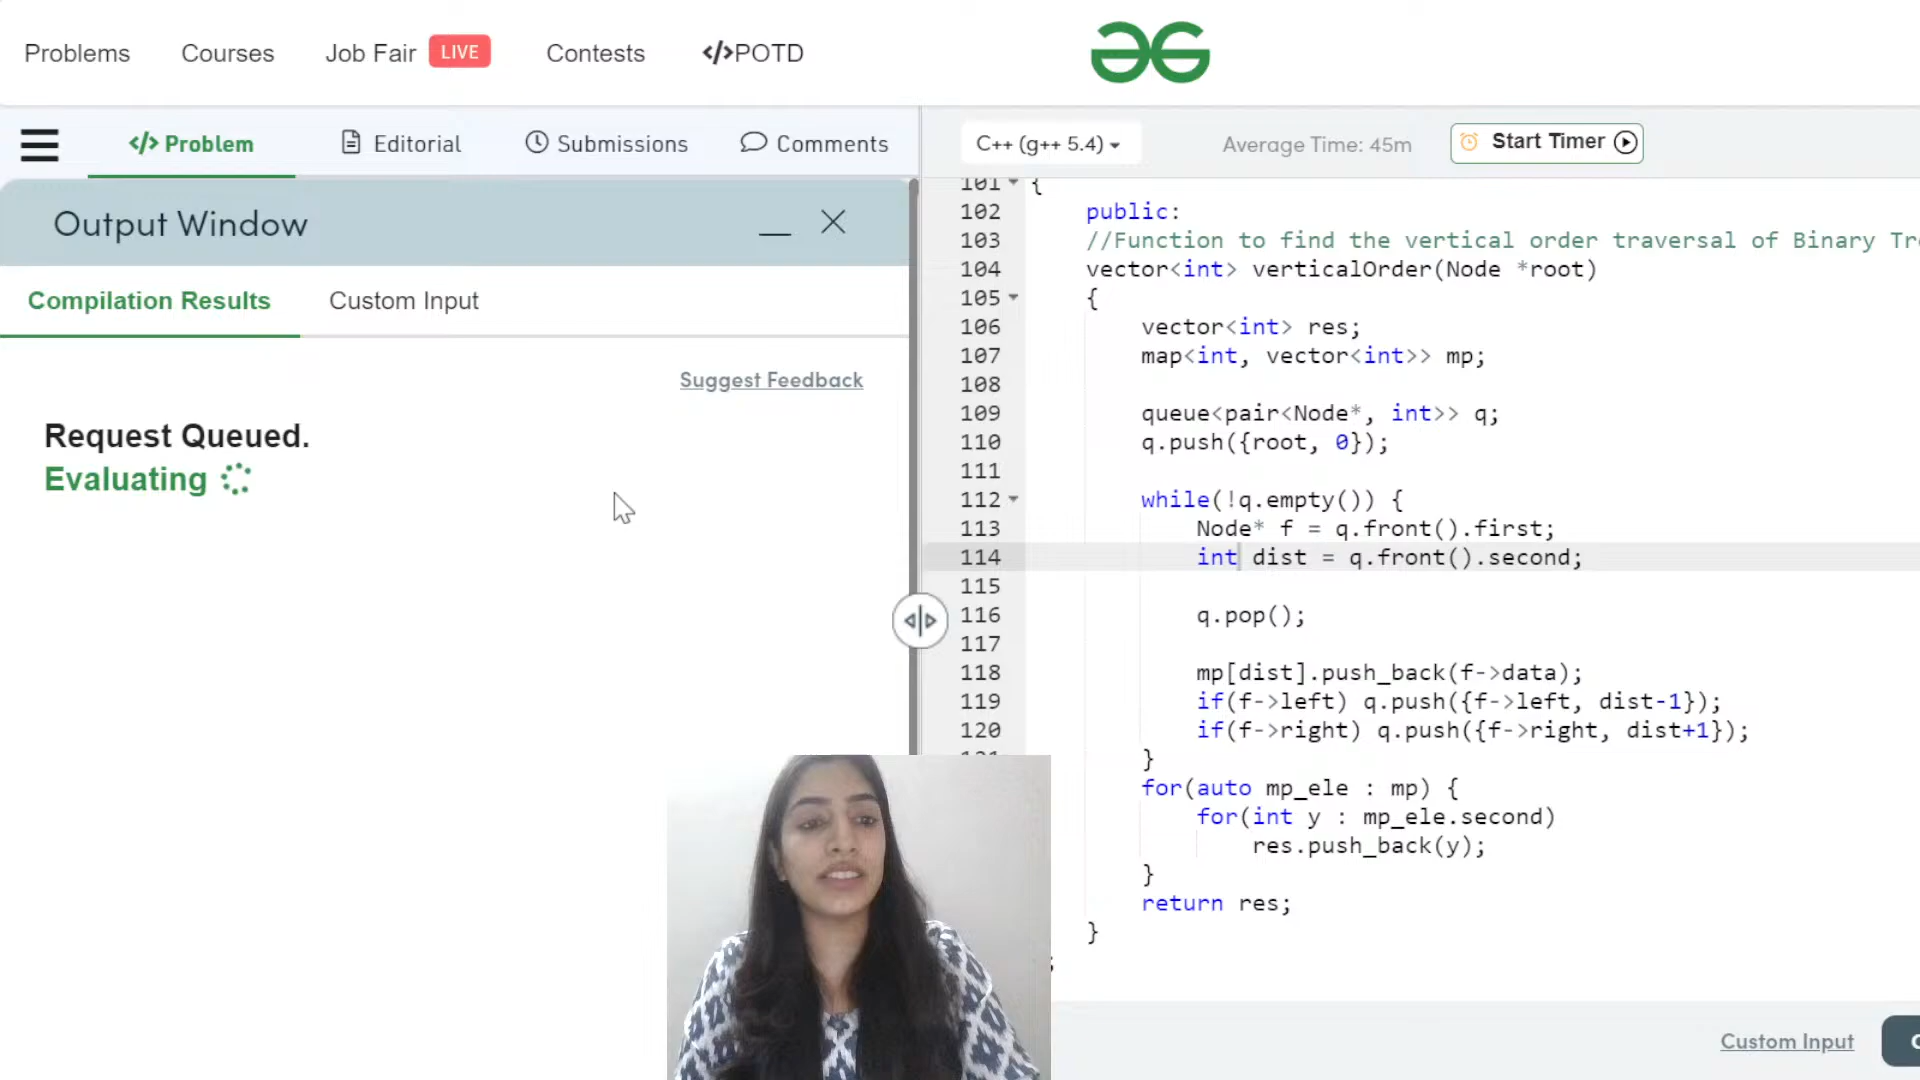 Problems Courses Job Fair LIVE Contests </>POTD
</> Problem Editorial Submissions Comments
C++ (g++ 5.4) Average Time: 45m Start Timer
Output Window
Compilation Results Custom Input
Suggest Feedback
Request Queued.
Evaluating
101 {
102 public:
103 //Function to find the vertical order traversal of Binary
104 vector<int> verticalOrder(Node *root)
105 {
106 vector<int> res;
107 map<int, vector<int>> mp;
108
109 queue<pair<Node*, int>> q;
110 q.push({root, 0});
111
112 while(!q.empty()) {
113 Node* f = q.front().first;
114 int dist = q.front().second;
115
116 q.pop();
117
118 mp[dist].push_back(f->data);
119 if(f->left) q.push({f->left, dist-1});
120 if(f->right) q.push({f->right, dist+1});
}
for(auto mp_ele : mp) {
for(int y : mp_ele.second)
res.push_back(y);
}
return res;
}
Custom Input